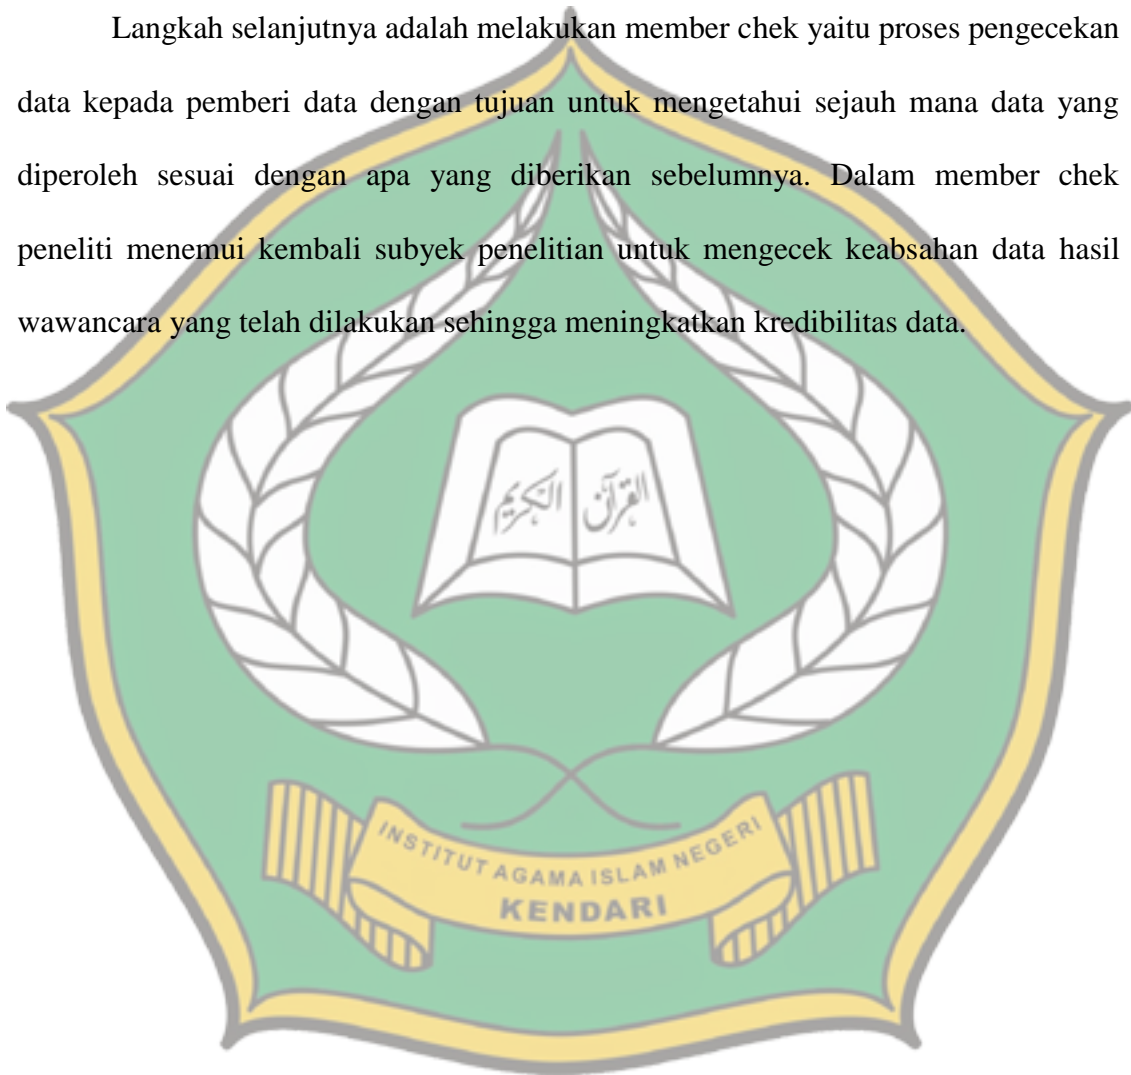 Langkah selanjutnya adalah melakukan member chek yaitu proses pengecekan
data kepada pemberi data dengan tujuan untuk mengetahui sejauh mana data yang
diperoleh sesuai dengan apa yang diberikan sebelumnya. Dalam member chek
peneliti menemui kembali subyek penelitian untuk mengecek keabsahan data hasil
wawancara yang telah dilakukan sehingga meningkatkan kredibilitas data.
القرآن الكريم
INSTITUT AGAMA ISLAM NEGERI
KENDARI